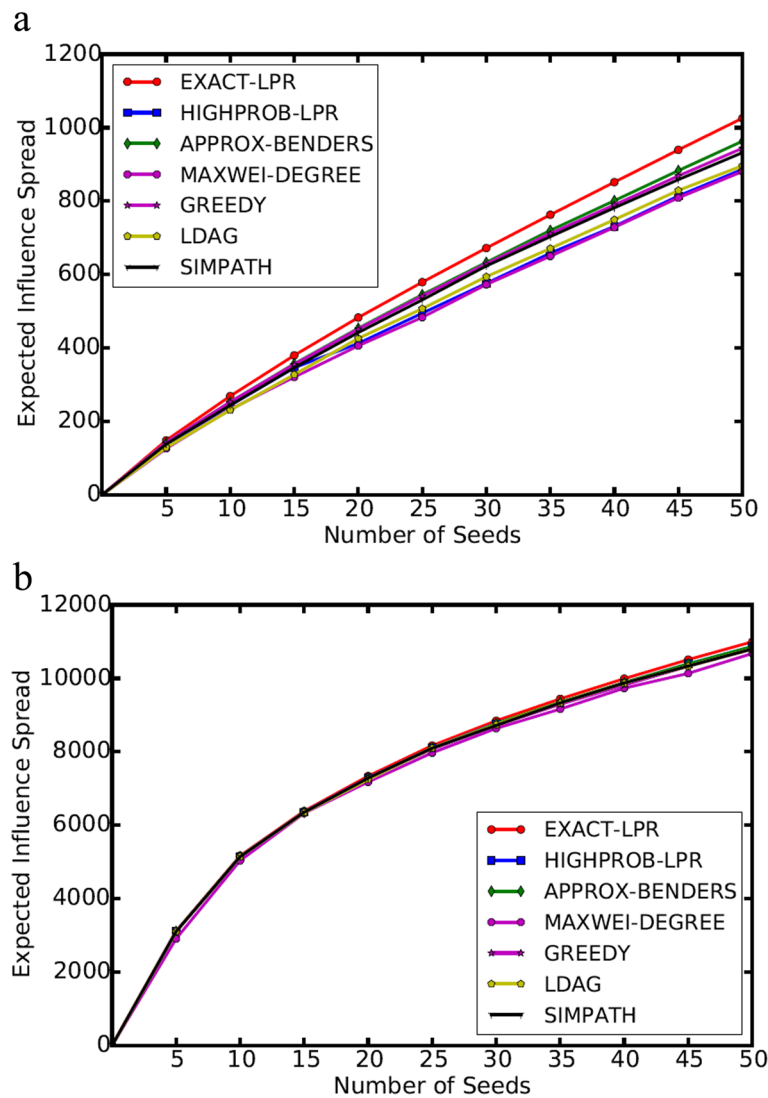 a
1200
1000
800
600
400
200
0
Expected Influence Spread
EXACT-LPR
HIGHPROB-LPR
APPROX-BENDERS
MAXWEI-DEGREE
GREEDY
LDAG
SIMPATH
5 10 15 20 25 30 35 40 45 50
Number of Seeds
b
12000
10000
8000
6000
4000
2000
0
Expected Influence Spread
EXACT-LPR
HIGHPROB-LPR
APPROX-BENDERS
MAXWEI-DEGREE
GREEDY
LDAG
SIMPATH
5 10 15 20 25 30 35 40 45 50
Number of Seeds